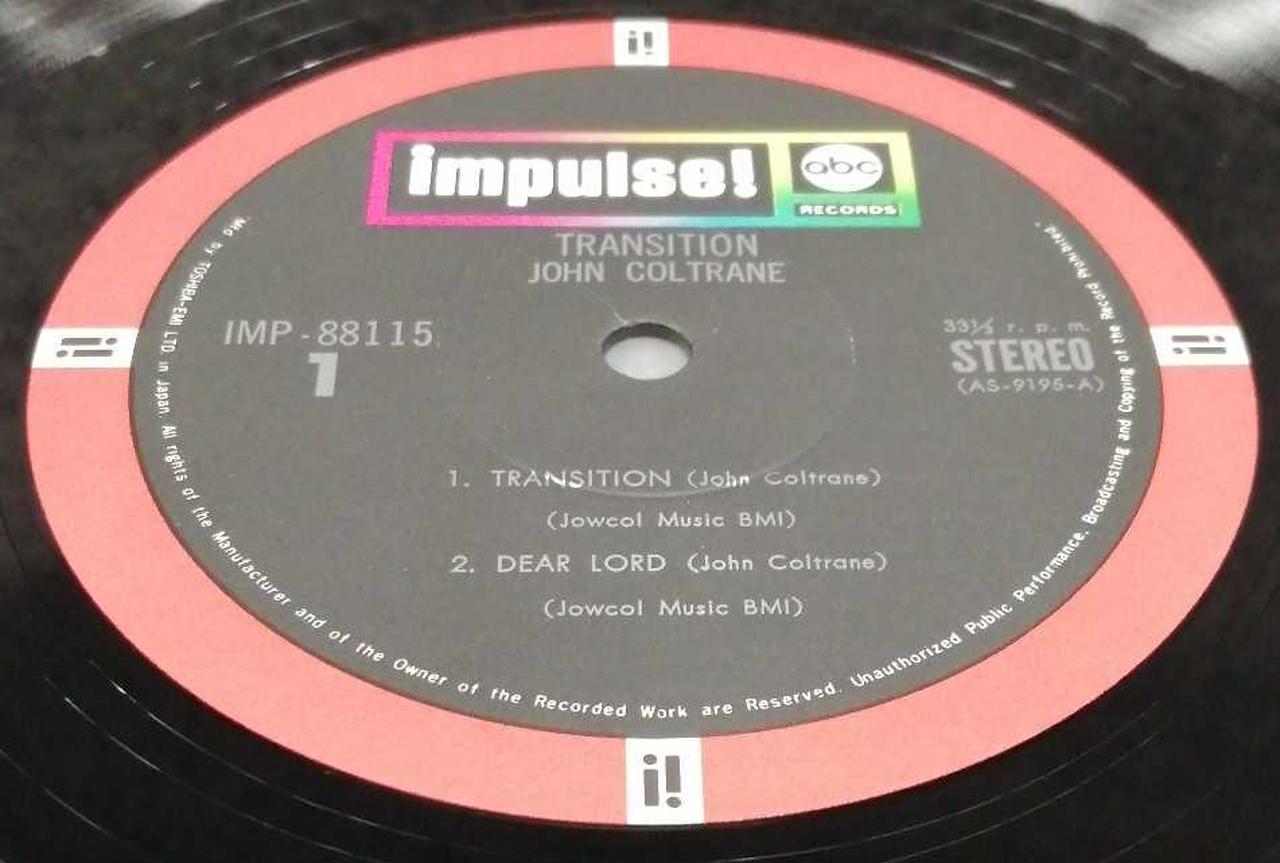 i!
impulse!
abc
RECORDS
TRANSITION
JOHN COLTRANE
IMP-88115
1
33⅓ r. p. m.
STEREO
(AS-9195-A)
i!
i!
1. TRANSITION (John Coltrane)
(Jowcol Music BMI)
2. DEAR LORD (John Coltrane)
(Jowcol Music BMI)
Mfd by TOSHIBA-EMI LTD. in Japan. All rights of the Manufacturer and of the Owner of the Recorded Work are Reserved. Unauthorized Public Performance. Broadcasting and Copying of the Record Prohibited
i!